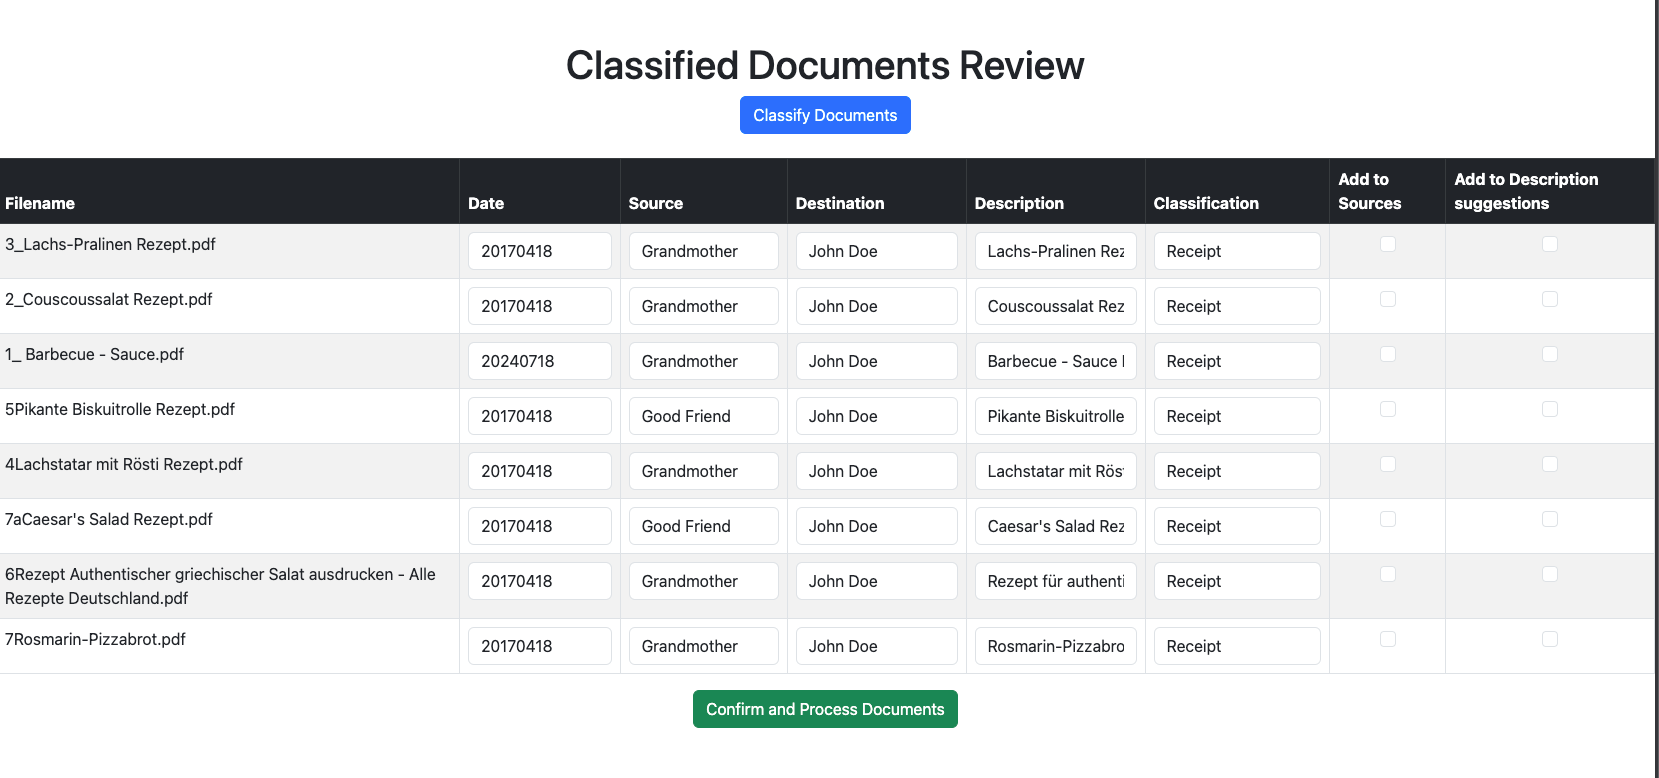 Classified Documents Review
Classify Documents
Filename Date Source Destination Description Classification Add to Sources Add to Description suggestions
3_Lachs-Pralinen Rezept.pdf 20170418 Grandmother John Doe Lachs-Pralinen Rez Receipt
2_Couscoussalat Rezept.pdf 20170418 Grandmother John Doe Couscoussalat Rez Receipt
1_ Barbecue - Sauce.pdf 20240718 Grandmother John Doe Barbecue - Sauce Receipt
5Pikante Biskuitrolle Rezept.pdf 20170418 Good Friend John Doe Pikante Biskuitrolle Receipt
4Lachstatar mit Rösti Rezept.pdf 20170418 Grandmother John Doe Lachstatar mit Rös Receipt
7aCaesar's Salad Rezept.pdf 20170418 Good Friend John Doe Caesar's Salad Rez Receipt
6Rezept Authentischer griechischer Salat ausdrucken - Alle 20170418 Grandmother John Doe Rezept für authenti Receipt
Rezepte Deutschland.pdf
7Rosmarin-Pizzabrot.pdf 20170418 Grandmother John Doe Rosmarin-Pizzabro Receipt
Confirm and Process Documents